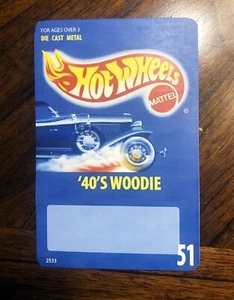 FOR AGES OVER 3
DIE CAST METAL
HOT WHEELS
MATTEL
®
'40'S WOODIE
51
2533